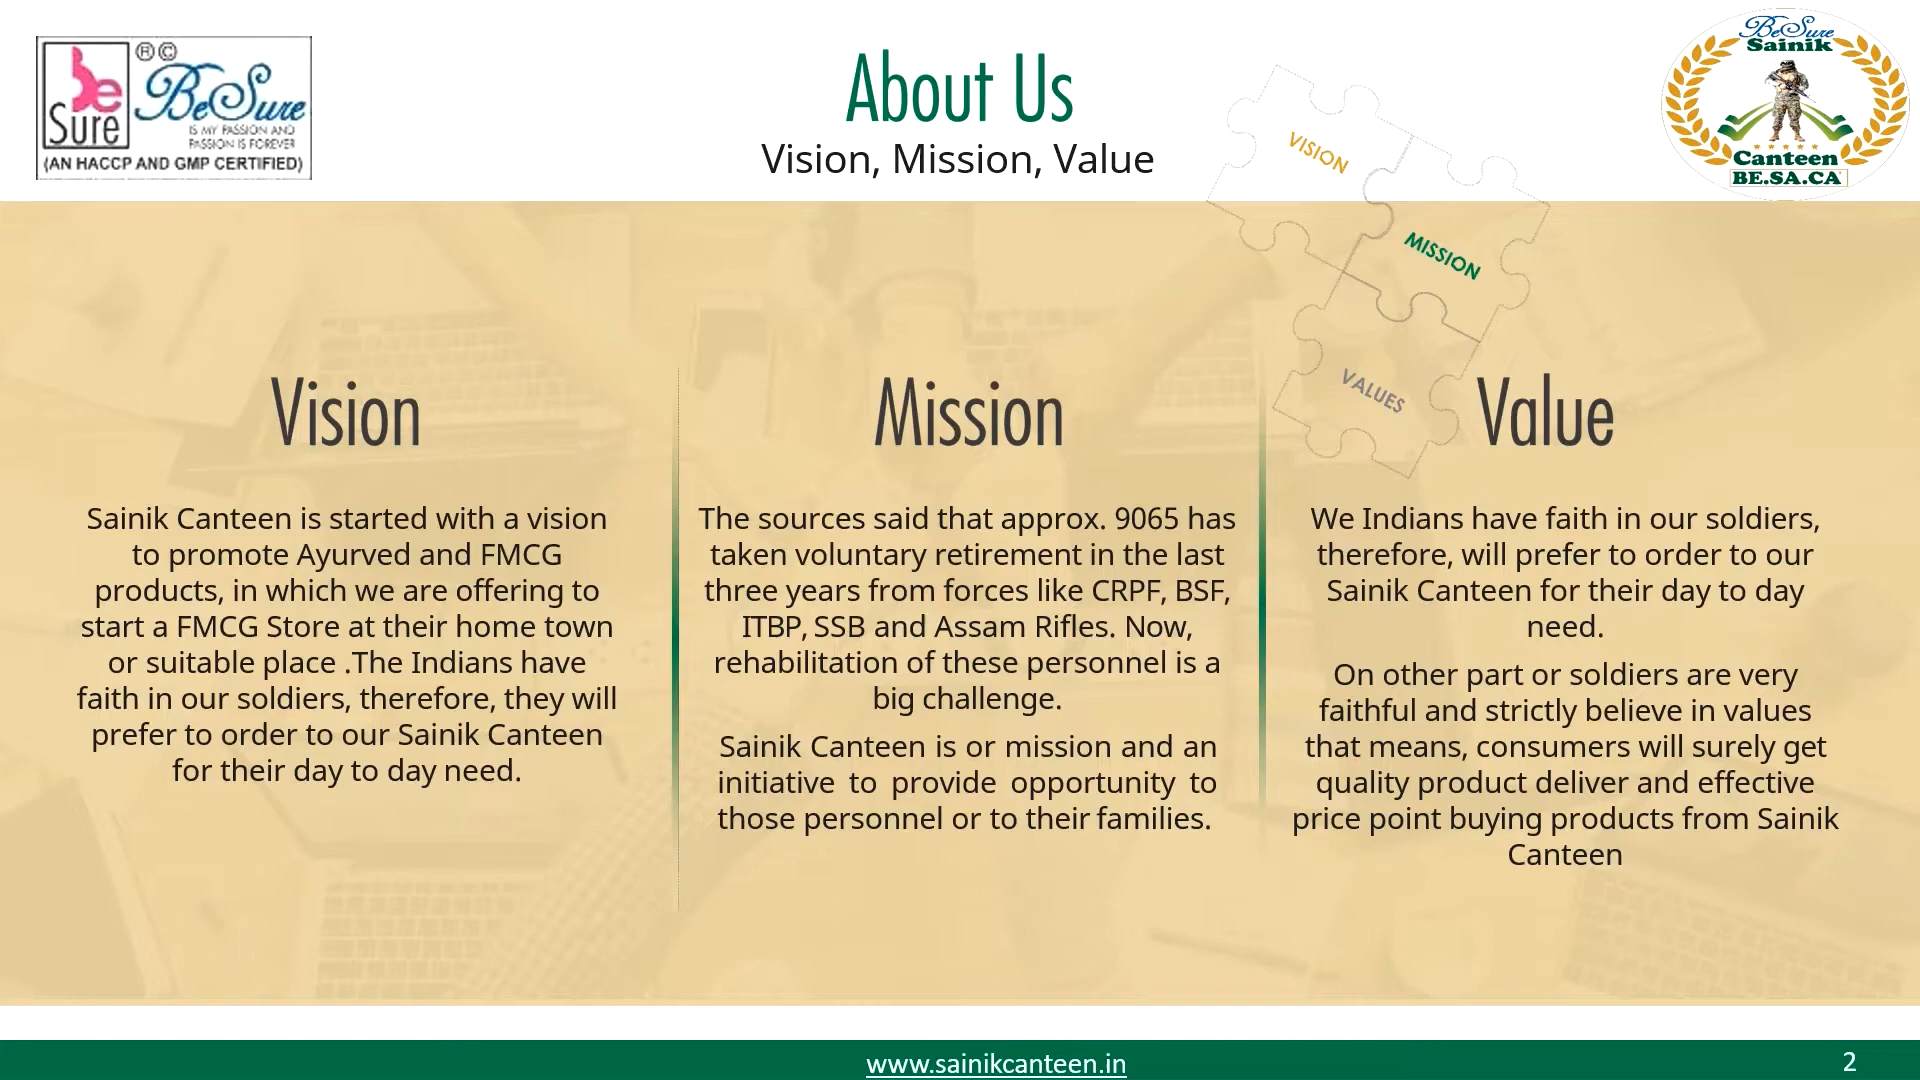 be
Sure
®©
BeSure
IS MY PASSION AND
PASSION IS FOREVER
(AN HACCP AND GMP CERTIFIED)
About Us
Vision, Mission, Value
BeSure
Sainik
Canteen
BE.SA.CA
VISION
MISSION
VALUES
Vision
Sainik Canteen is started with a vision
to promote Ayurved and FMCG
products, in which we are offering to
start a FMCG Store at their home town
or suitable place .The Indians have
faith in our soldiers, therefore, they will
prefer to order to our Sainik Canteen
for their day to day need.
Mission
The sources said that approx. 9065 has
taken voluntary retirement in the last
three years from forces like CRPF, BSF,
ITBP, SSB and Assam Rifles. Now,
rehabilitation of these personnel is a
big challenge.
Sainik Canteen is or mission and an
initiative to provide opportunity to
those personnel or to their families.
Value
We Indians have faith in our soldiers,
therefore, will prefer to order to our
Sainik Canteen for their day to day
need.
On other part or soldiers are very
faithful and strictly believe in values
that means, consumers will surely get
quality product deliver and effective
price point buying products from Sainik
Canteen
www.sainikcanteen.in
2